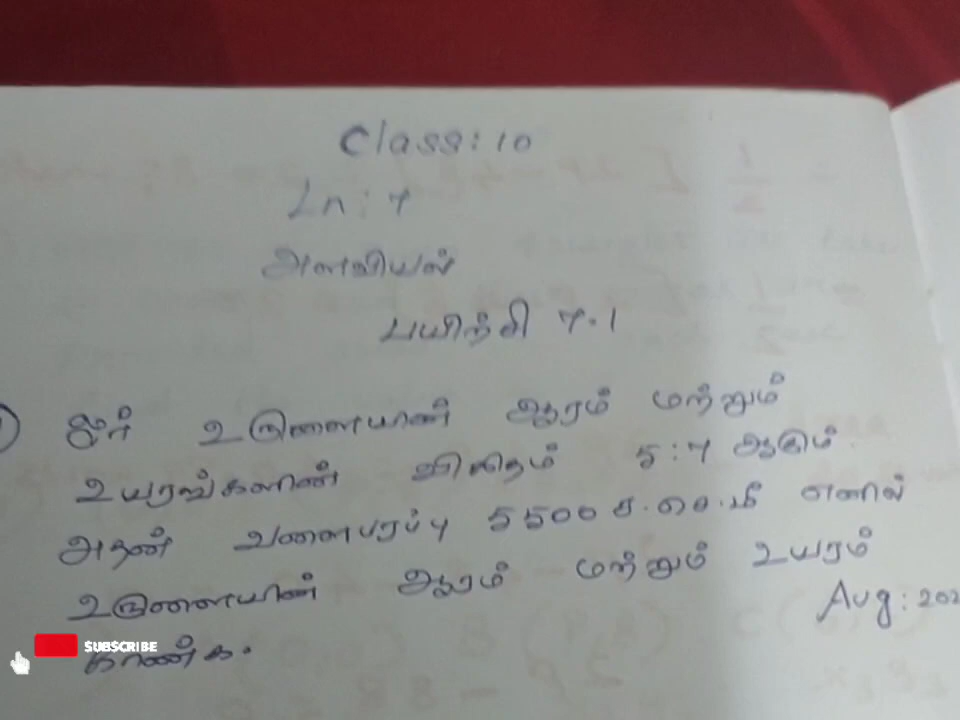 Class: 10
Ln: 7
அளவியல்
பயிற்சி 7.1
ஓர் உருளையின் ஆரம் மற்றும்
உயரங்களின் விகிதம் 5:7 ஆகும்.
அதன் வளைபரப்பு 5500 ச.செ.மீ எனில்
உருளையின் ஆரம் மற்றும் உயரம்
Aug: 202
காண்க.
SUBSCRIBE